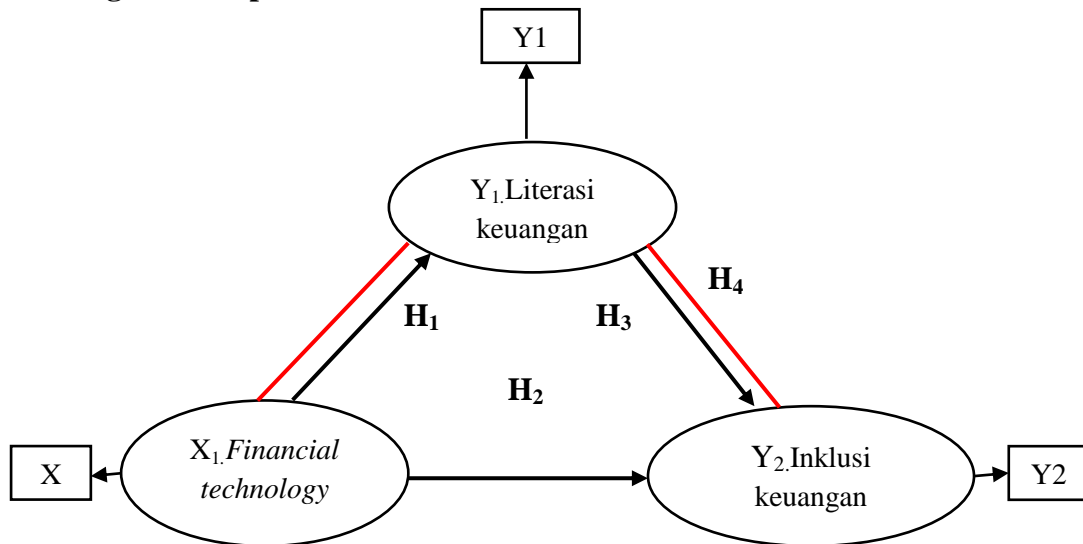 Y1
Y₁.Literasi
keuangan
H₄
H₁
H₃
H₂
X₁.Financial
technology
X
Y₂.Inklusi
keuangan
Y2